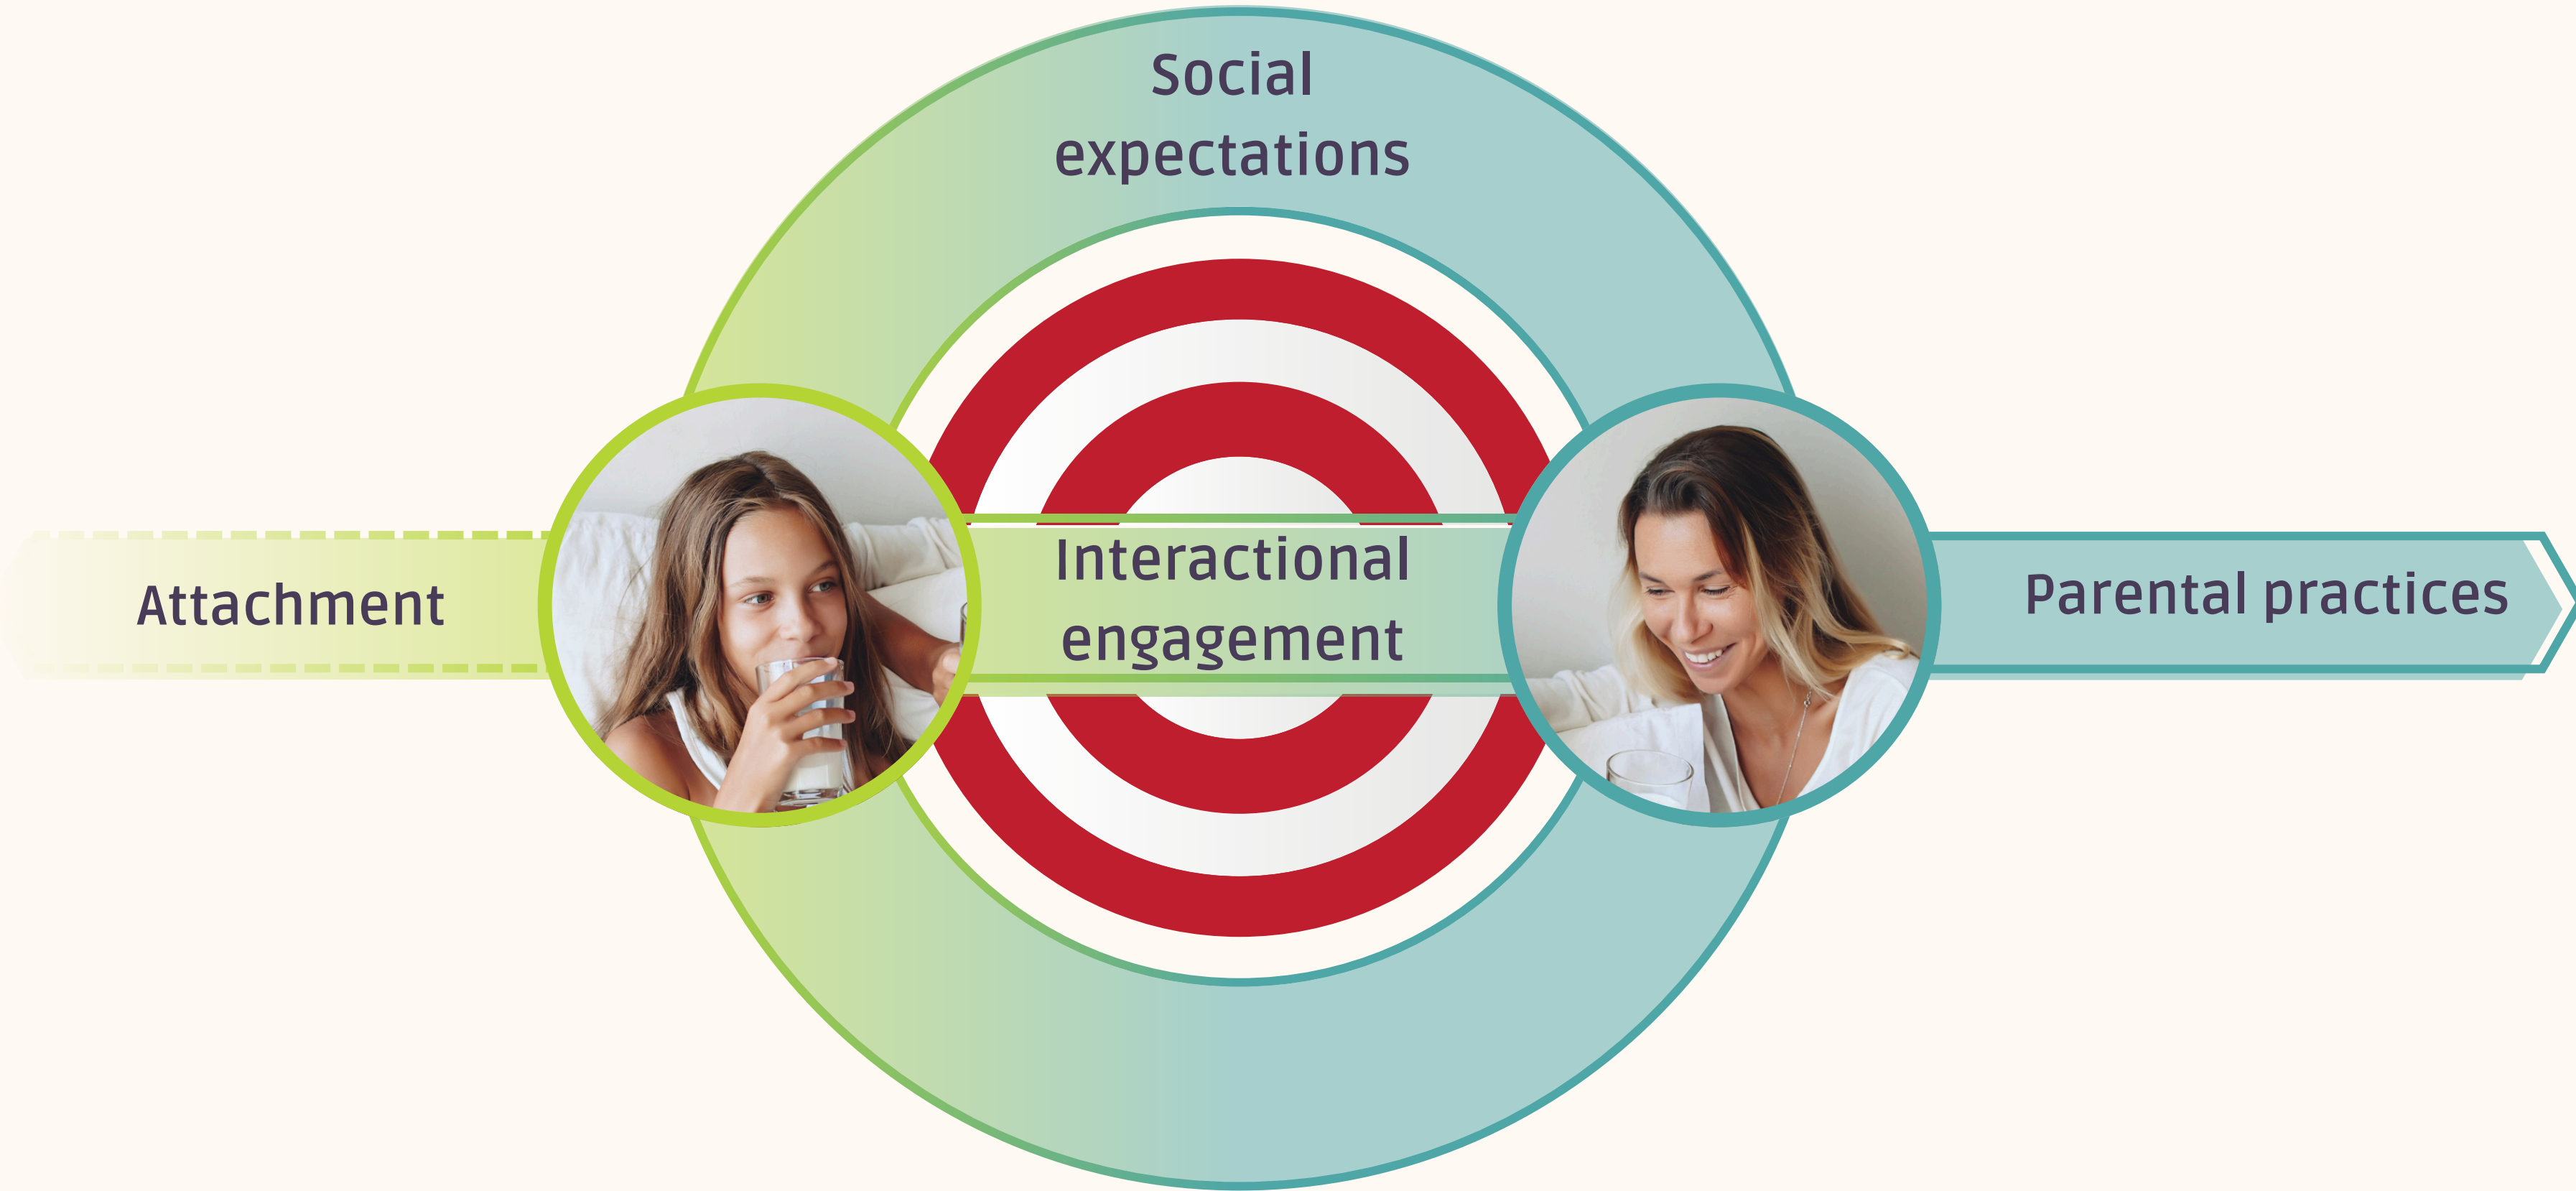 Social
expectations
Attachment
Interactional
engagement
Parental practices